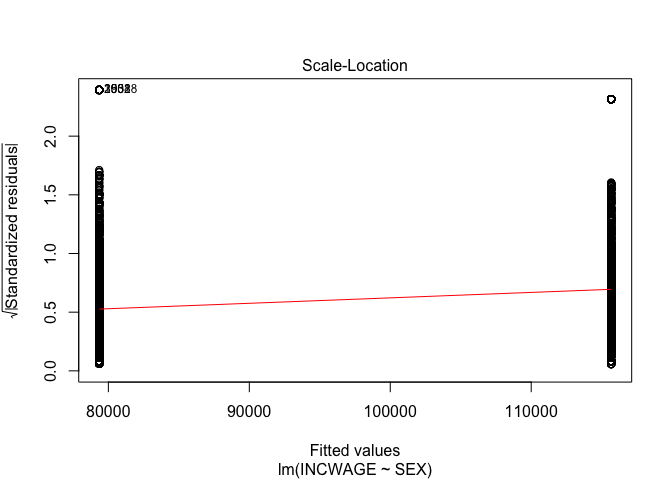 Scale-Location
√|Standardized residuals|
2.0
1.5
1.0
0.5
0.0
80000 90000 100000 110000
Fitted values
lm(INCWAGE ~ SEX)